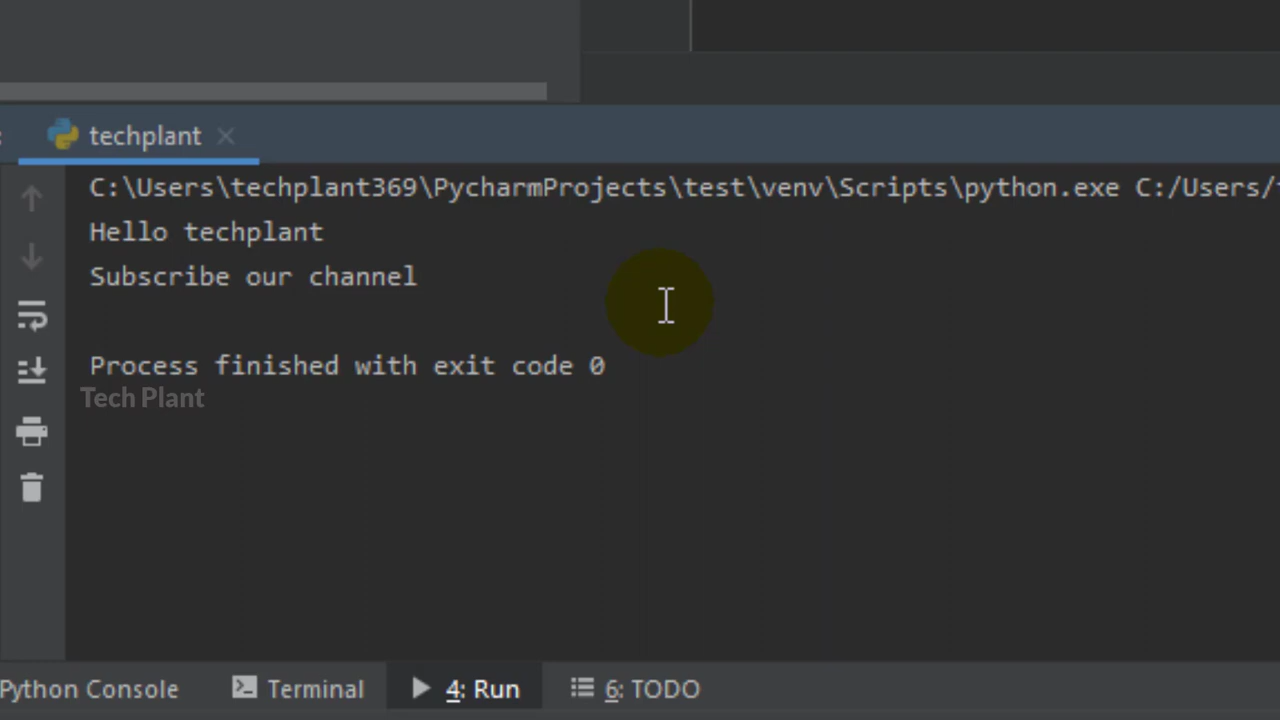 techplant
C:\Users\techplant369\PycharmProjects\test\venv\Scripts\python.exe C:/Users/
Hello techplant
Subscribe our channel
Process finished with exit code 0
Tech Plant
Python Console Terminal 4: Run 6: TODO